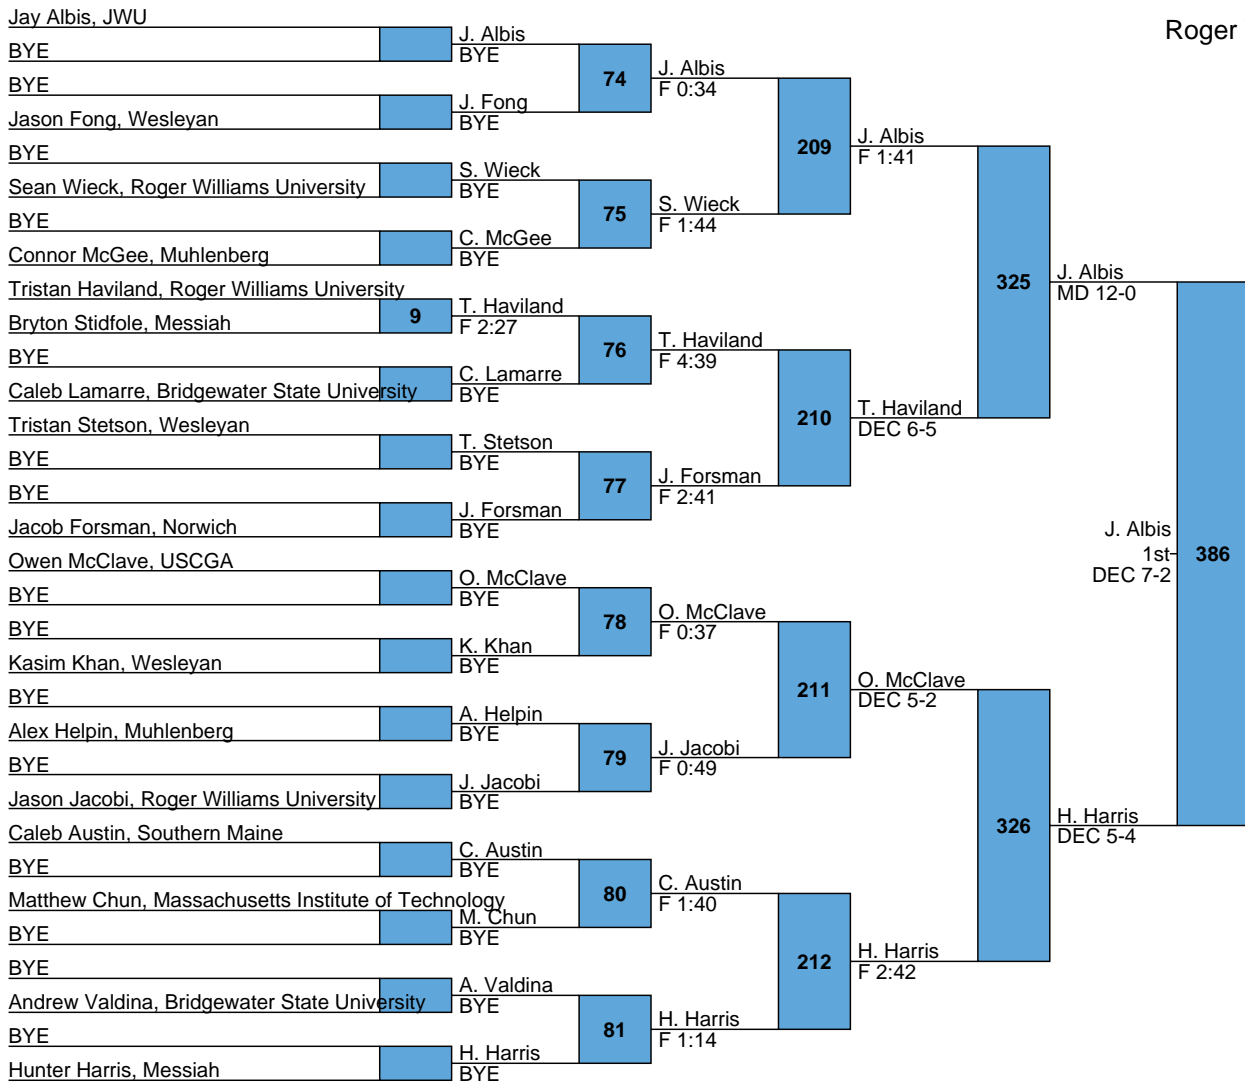 Jay Albis, JWU
BYE
BYE
Jason Fong, Wesleyan
BYE
Sean Wieck, Roger Williams University
BYE
Connor McGee, Muhlenberg
Tristan Haviland, Roger Williams University
Bryton Stidfole, Messiah
BYE
Caleb Lamarre, Bridgewater State University
Tristan Stetson, Wesleyan
BYE
BYE
Jacob Forsman, Norwich
Owen McClave, USCGA
BYE
BYE
Kasim Khan, Wesleyan
BYE
Alex Helpin, Muhlenberg
BYE
Jason Jacobi, Roger Williams University
Caleb Austin, Southern Maine
BYE
Matthew Chun, Massachusetts Institute of Technology
BYE
BYE
Andrew Valdina, Bridgewater State University
BYE
Hunter Harris, Messiah
9
J. Albis
BYE
J. Fong
BYE
S. Wieck
BYE
C. McGee
BYE
T. Haviland
F 2:27
C. Lamarre
BYE
T. Stetson
BYE
J. Forsman
BYE
O. McClave
BYE
K. Khan
BYE
A. Helpin
BYE
J. Jacobi
BYE
C. Austin
BYE
M. Chun
BYE
A. Valdina
BYE
H. Harris
BYE
74
75
76
77
78
79
80
81
J. Albis
F 0:34
S. Wieck
F 1:44
T. Haviland
F 4:39
J. Forsman
F 2:41
O. McClave
F 0:37
J. Jacobi
F 0:49
C. Austin
F 1:40
H. Harris
F 1:14
209
210
211
212
J. Albis
F 1:41
T. Haviland
DEC 6-5
O. McClave
DEC 5-2
H. Harris
F 2:42
325
326
J. Albis
MD 12-0
H. Harris
DEC 5-4
386
J. Albis
1st
DEC 7-2
Roger